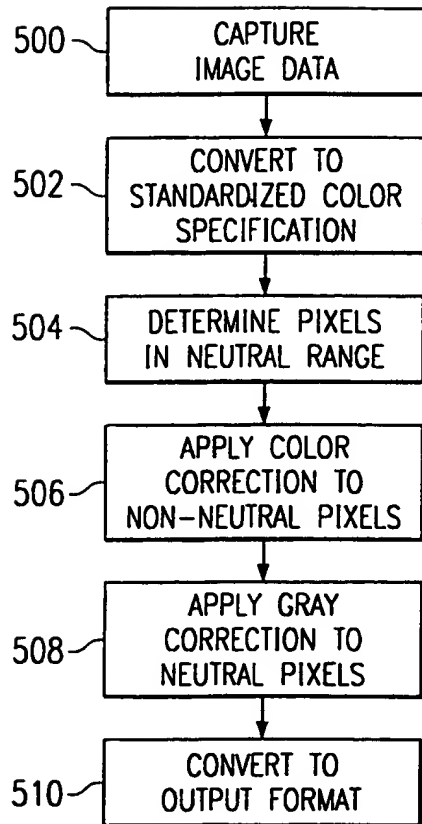 500
CAPTURE
IMAGE DATA
502
CONVERT TO
STANDARDIZED COLOR
SPECIFICATION
504
DETERMINE PIXELS
IN NEUTRAL RANGE
506
APPLY COLOR
CORRECTION TO
NON-NEUTRAL PIXELS
508
APPLY GRAY
CORRECTION TO
NEUTRAL PIXELS
510
CONVERT TO
OUTPUT FORMAT